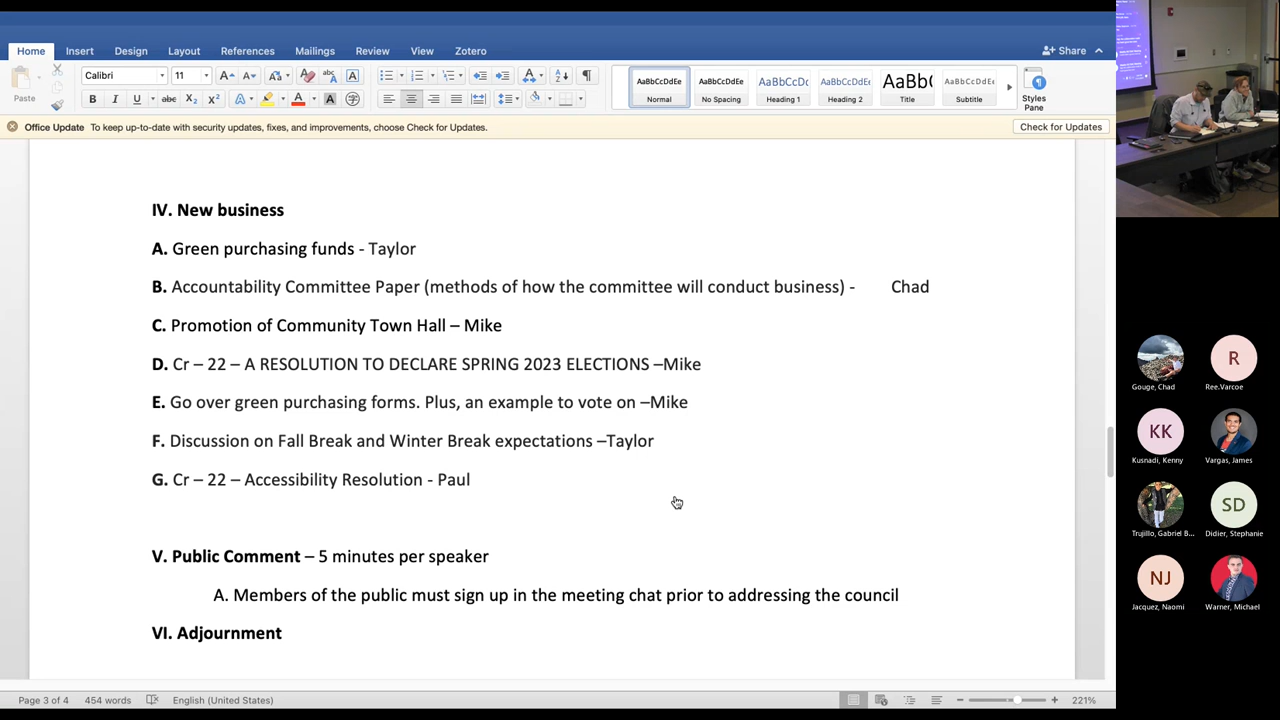 Home Insert Design Layout References Mailings Review View Zotero Share
Paste Calibri 11 AaBbCcDdEe AaBbCcDdEe AaBbCcDc AaBbCcDdEe AaBb( AaBbCcDdEe
Normal No Spacing Heading 1 Heading 2 Title Subtitle Styles Pane
Office Update To keep up-to-date with security updates, fixes, and improvements, choose Check for Updates. Check for Updates
IV. New business
A. Green purchasing funds - Taylor
B. Accountability Committee Paper (methods of how the committee will conduct business) - Chad
C. Promotion of Community Town Hall – Mike
D. Cr – 22 – A RESOLUTION TO DECLARE SPRING 2023 ELECTIONS –Mike
E. Go over green purchasing forms. Plus, an example to vote on –Mike
F. Discussion on Fall Break and Winter Break expectations –Taylor
G. Cr – 22 – Accessibility Resolution - Paul
V. Public Comment – 5 minutes per speaker
A. Members of the public must sign up in the meeting chat prior to addressing the council
VI. Adjournment
Page 3 of 4 454 words English (United States) 221%
R
Gouge, Chad Ree.Varcoe
KK
Kusnadi, Kenny Vargas, James
SD
Trujillo, Gabriel B... Didier, Stephanie
NJ
Jacquez, Naomi Warner, Michael